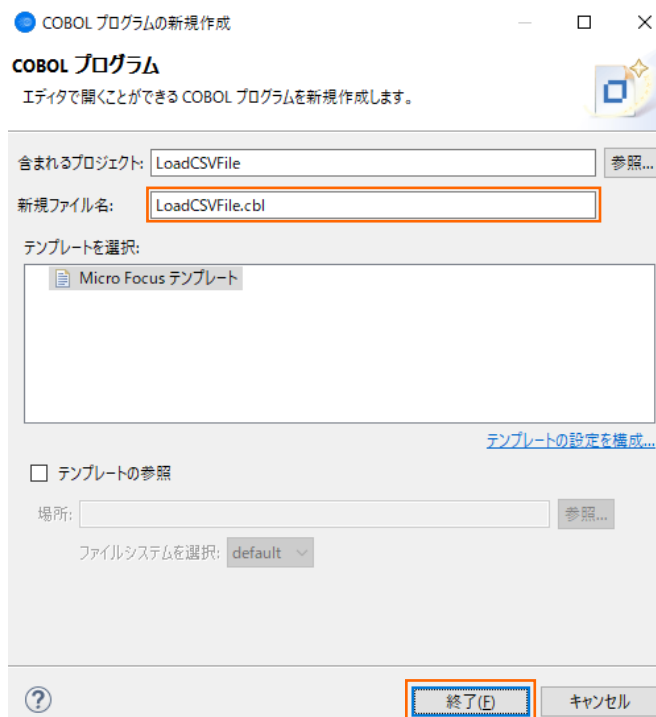 COBOL プログラムの新規作成
COBOL プログラム
エディタで開くことができる COBOL プログラムを新規作成します。
含まれるプロジェクト: LoadCSVFile 参照...
新規ファイル名: LoadCSVFile.cbl
テンプレートを選択:
Micro Focus テンプレート
テンプレートの設定を構成...
テンプレートの参照
場所: 参照...
ファイルシステムを選択: default
? 終了(F) キャンセル